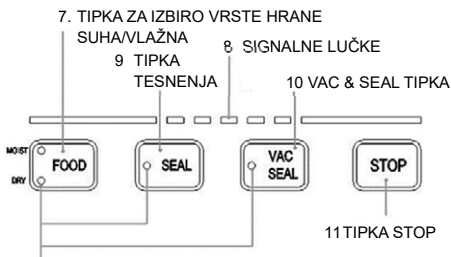 7. TIPKA ZA IZBIRO VRSTE HRANE
SUHA/VLAŽNA
8 SIGNALNE LUČKE
9 TIPKA
TESNENJA
10 VAC & SEAL TIPKA
MOIST
DRY
FOOD
SEAL
VAC
SEAL
STOP
11 TIPKA STOP